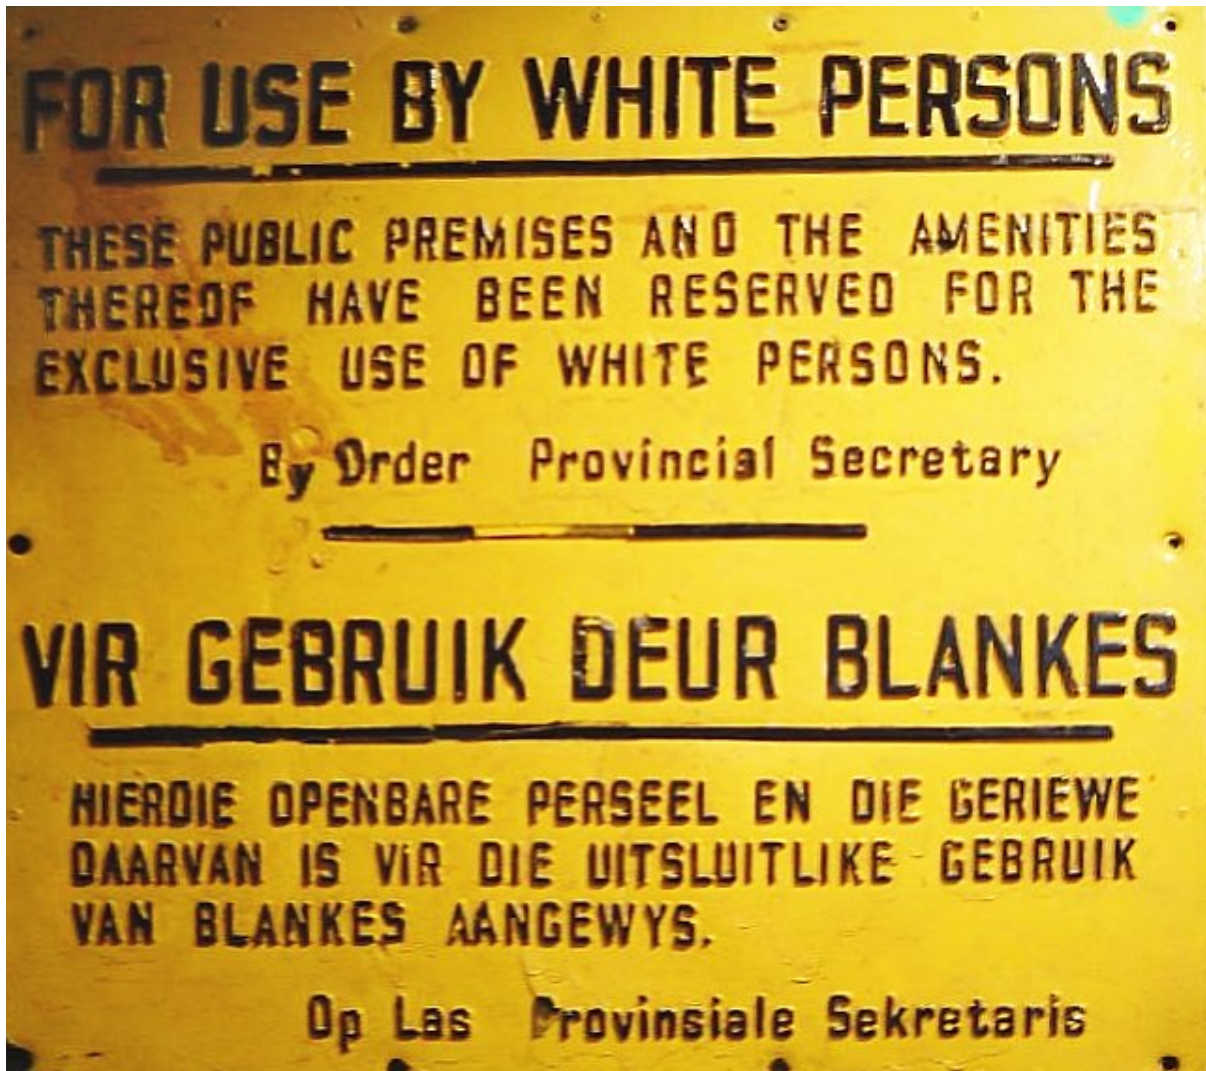 FOR USE BY WHITE PERSONS
THESE PUBLIC PREMISES AND THE AMENITIES
THEREOF HAVE BEEN RESERVED FOR THE
EXCLUSIVE USE OF WHITE PERSONS.
By Order Provincial Secretary
VIR GEBRUIK DEUR BLANKES
HIERDIE OPENBARE PERSEEL EN DIE GERIEWE
DAARVAN IS ViR DIE UITSLUITLIKE GEBRUIK
VAN BLANKES AANGEWYS.
Op Las Provinsiale Sekretaris